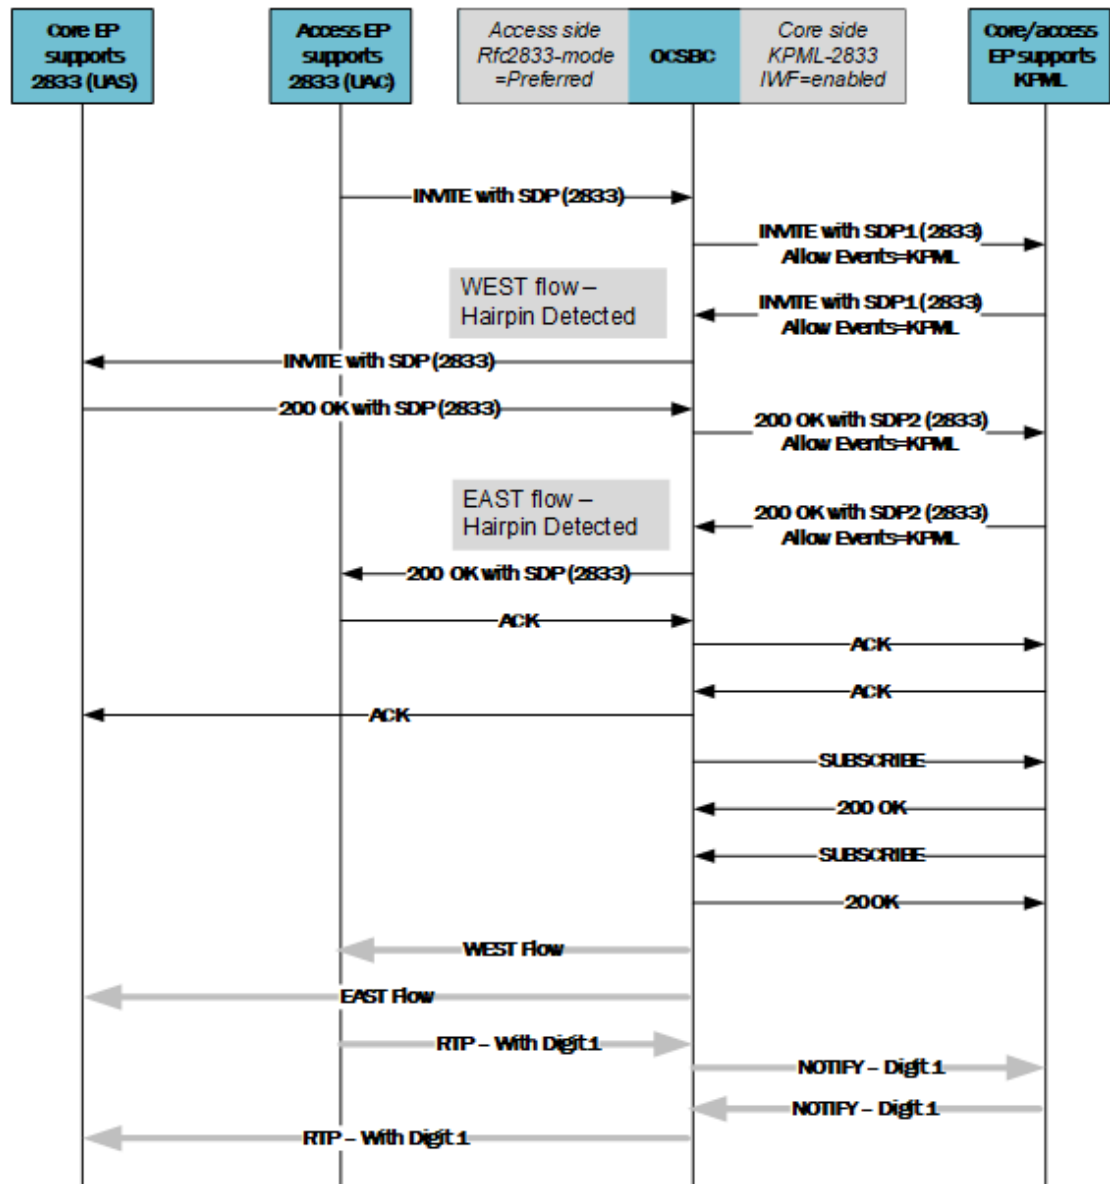 Core EP
supports
2833 (UAS)
Access EP
supports
2833 (UAC)
Access side
Rfc2833-mode
=Preferred
OCSBC
Core side
KPML-2833
IWF=enabled
Core/access
EP supports
KPML
INVITE with SDP (2833)
INVITE with SDP1 (2833)
Allow Events=KPML
WEST flow –
Hairpin Detected
INVITE with SDP1 (2833)
Allow Events=KPML
INVITE with SDP (2833)
200 OK with SDP (2833)
200 OK with SDP2 (2833)
Allow Events=KPML
EAST flow –
Hairpin Detected
200 OK with SDP2 (2833)
Allow Events=KPML
200 OK with SDP (2833)
ACK
ACK
ACK
ACK
SUBSCRIBE
200 OK
SUBSCRIBE
20OK
WEST Flow
EAST Flow
RTP – With Digit 1
NOTIFY – Digit 1
NOTIFY – Digit 1
RTP – With Digit 1